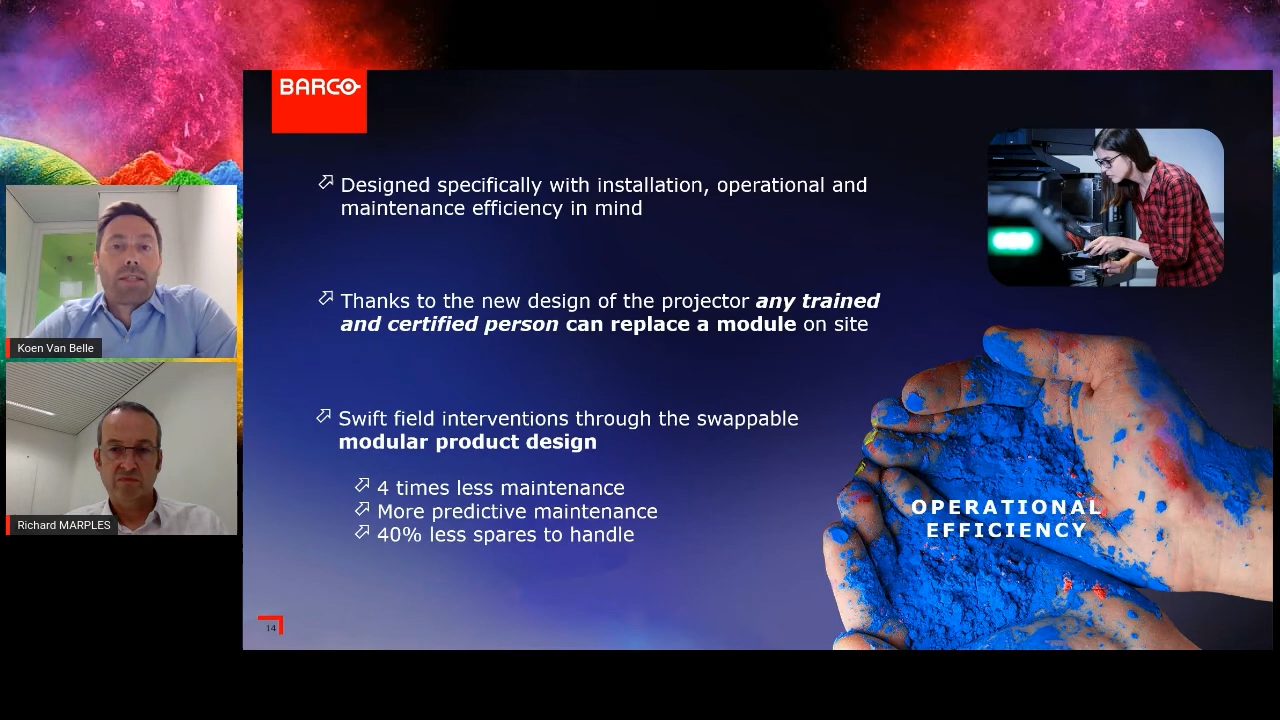 BARCO
Designed specifically with installation, operational and
maintenance efficiency in mind
Thanks to the new design of the projector any trained
and certified person can replace a module on site
Swift field interventions through the swappable
modular product design
4 times less maintenance
More predictive maintenance
40% less spares to handle
OPERATIONAL
EFFICIENCY
14
Koen Van Belle
Richard MARPLES